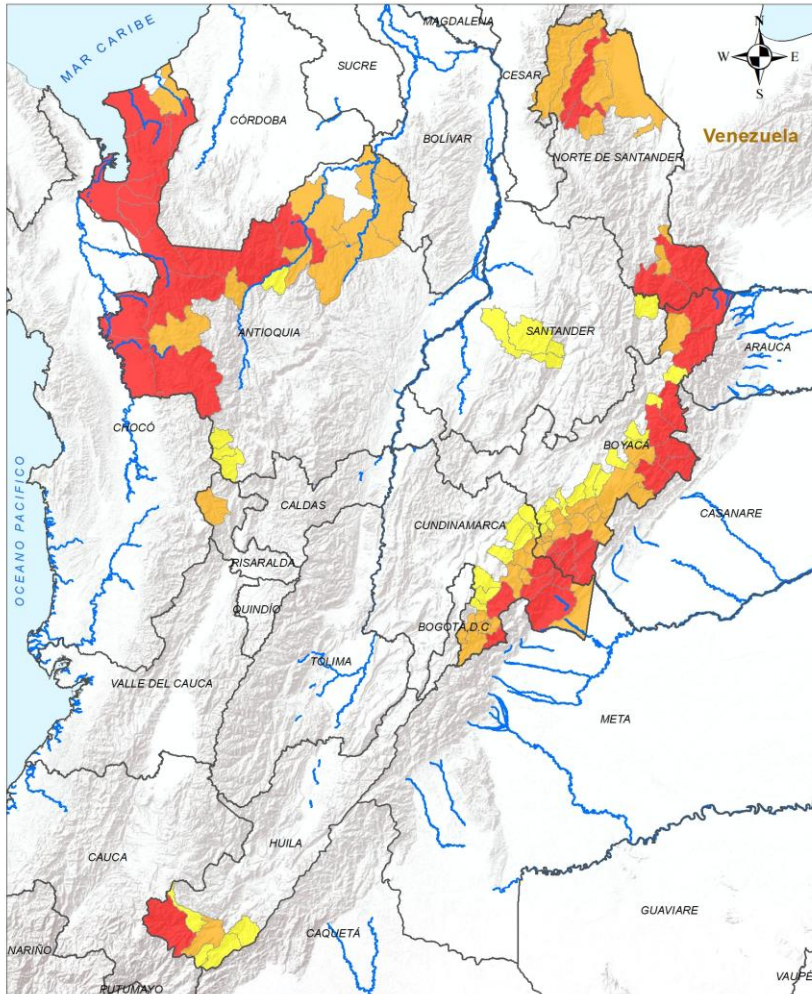 MAR CARIBE
MAGDALENA
N
W E
S
SUCRE
CESAR
CÓRDOBA
BOLÍVAR
Venezuela
NORTE DE SANTANDER
ANTIOQUIA
SANTANDER
ARAUCA
CHOCÓ
BOYACÁ
OCEANO PACIFICO
CALDAS
CUNDINAMARCA
CASANARE
RISARALDA
QUINDÍO
BOGOTÁ,D.C
TOLIMA
VALLE DEL CAUCA
META
HUILA
CAUCA
GUAVIARE
CAQUETÁ
NARIÑO
VAUPÉ
PUTUMAYO